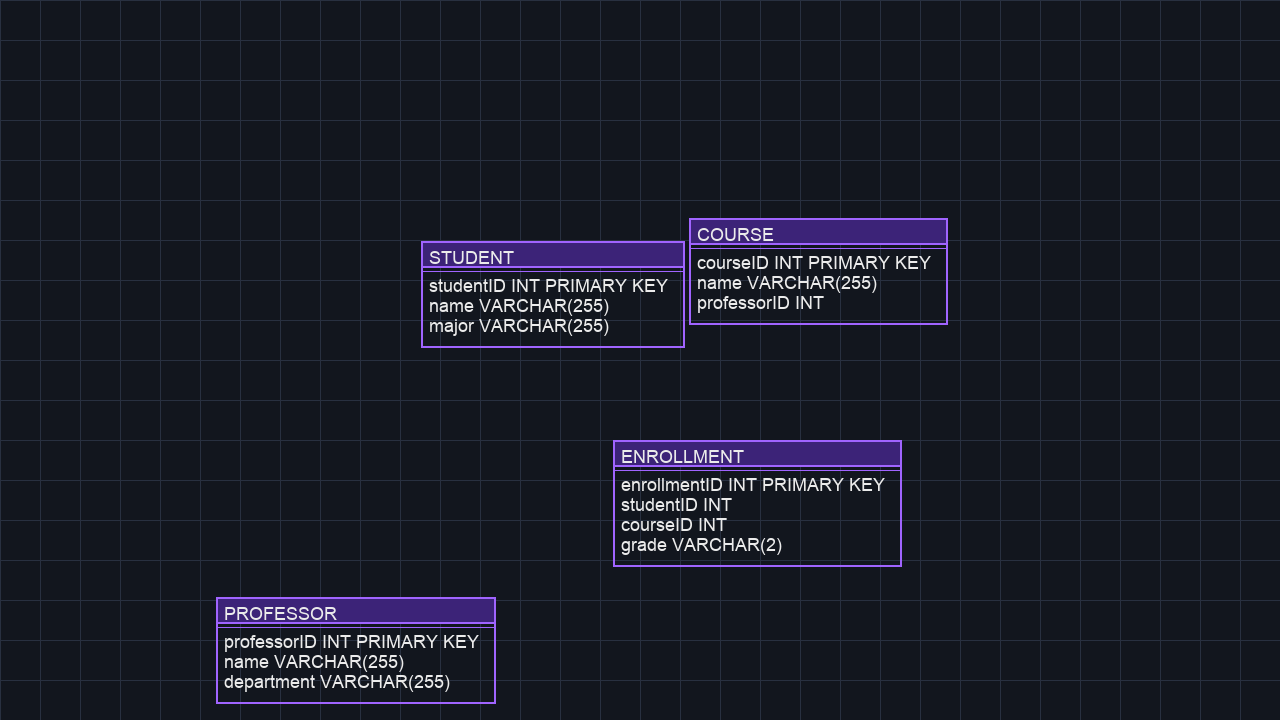 STUDENT
studentID INT PRIMARY KEY
name VARCHAR(255)
major VARCHAR(255)
COURSE
courseID INT PRIMARY KEY
name VARCHAR(255)
professorID INT
ENROLLMENT
enrollmentID INT PRIMARY KEY
studentID INT
courseID INT
grade VARCHAR(2)
PROFESSOR
professorID INT PRIMARY KEY
name VARCHAR(255)
department VARCHAR(255)